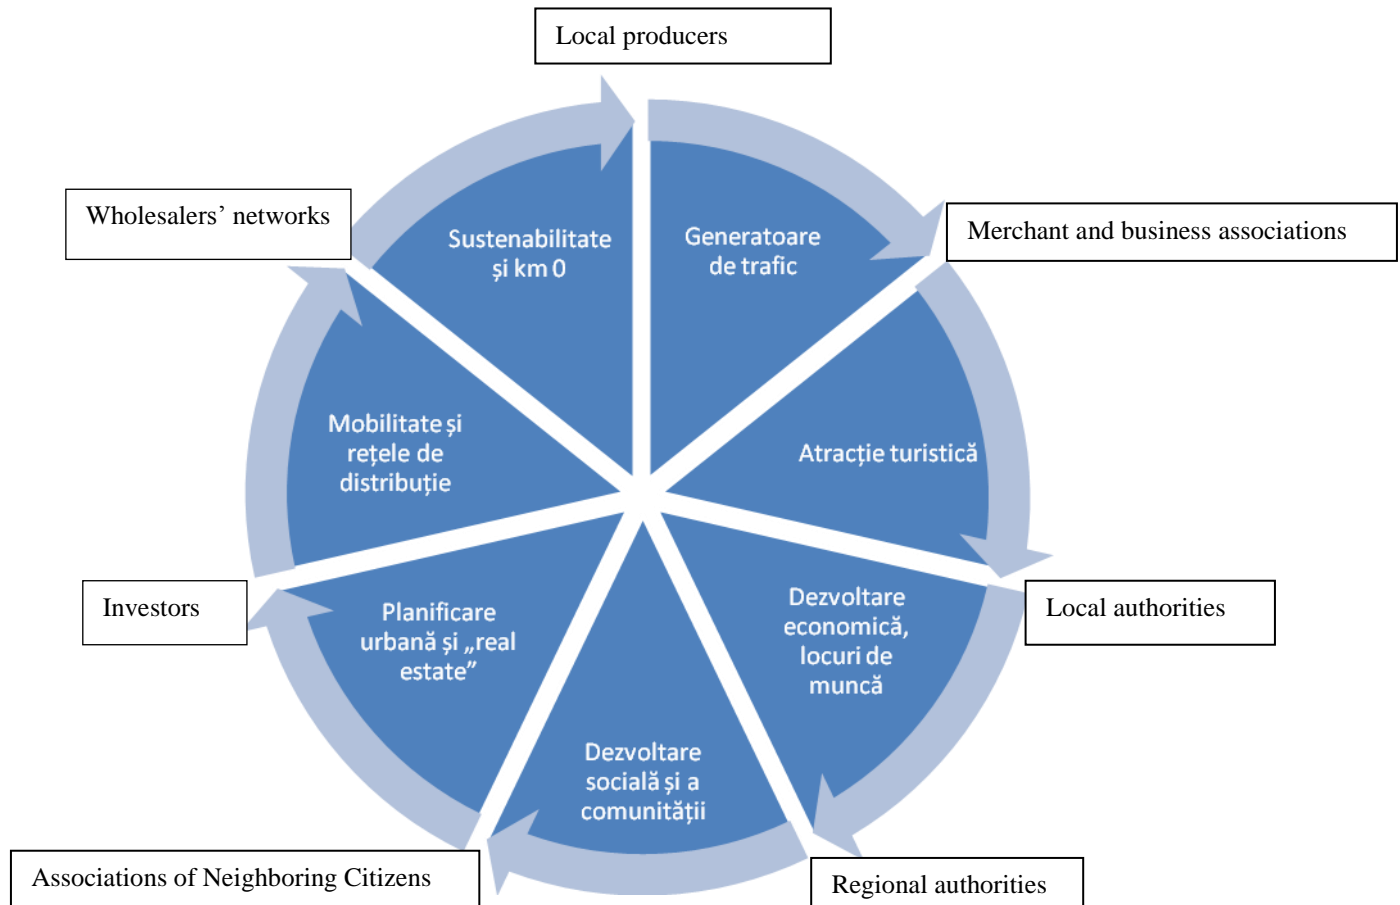 Local producers
Wholesalers’ networks
Merchant and business associations
Sustenabilitate
și km 0
Generatoare
de trafic
Mobilitate și
rețele de
distribuție
Atracție turistică
Investors
Local authorities
Planificare
urbană și „real
estate”
Dezvoltare
economică,
locuri de
muncă
Dezvoltare
socială și a
comunității
Associations of Neighboring Citizens
Regional authorities